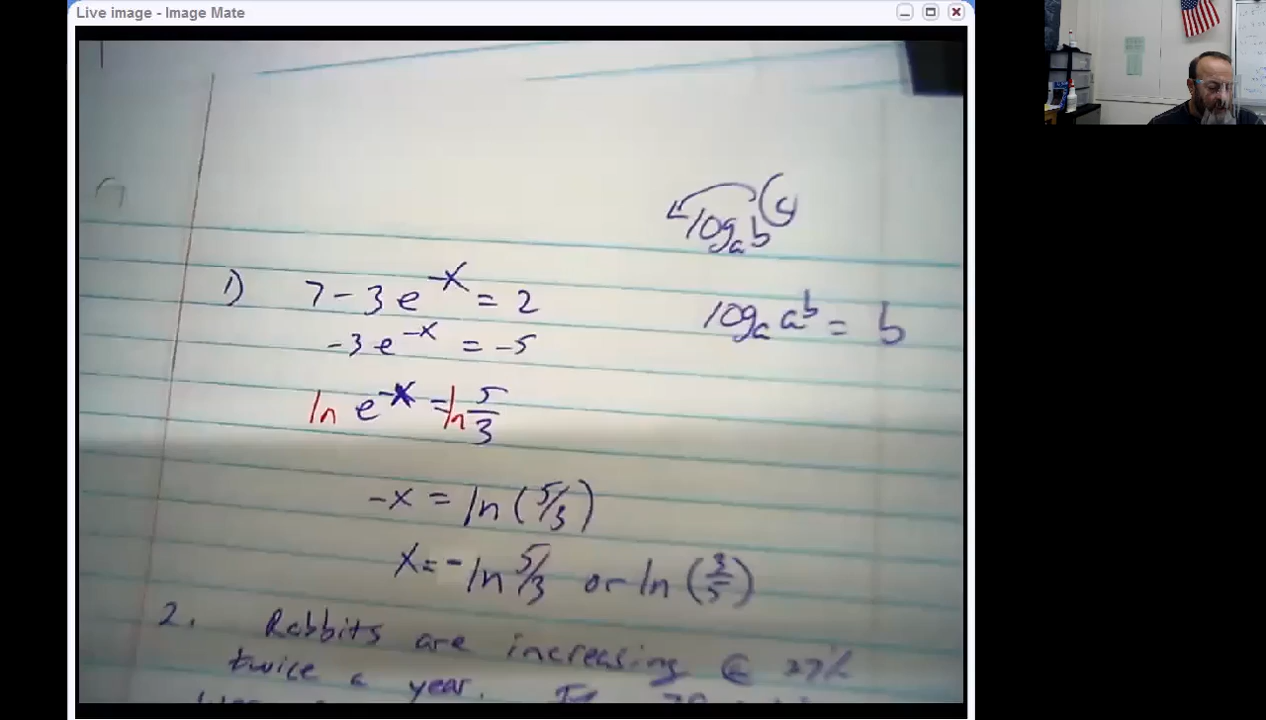 Live image - Image Mate
log_a b^(c)
1) 7 - 3e^-x = 2
log_a a^b = b
-3e^-x = -5
ln e^-x = ln 5/3
-x = ln (5/3)
x = - ln 5/3 or ln (3/5)
2. Rabbits are increasing @ 27%
twice a year. If